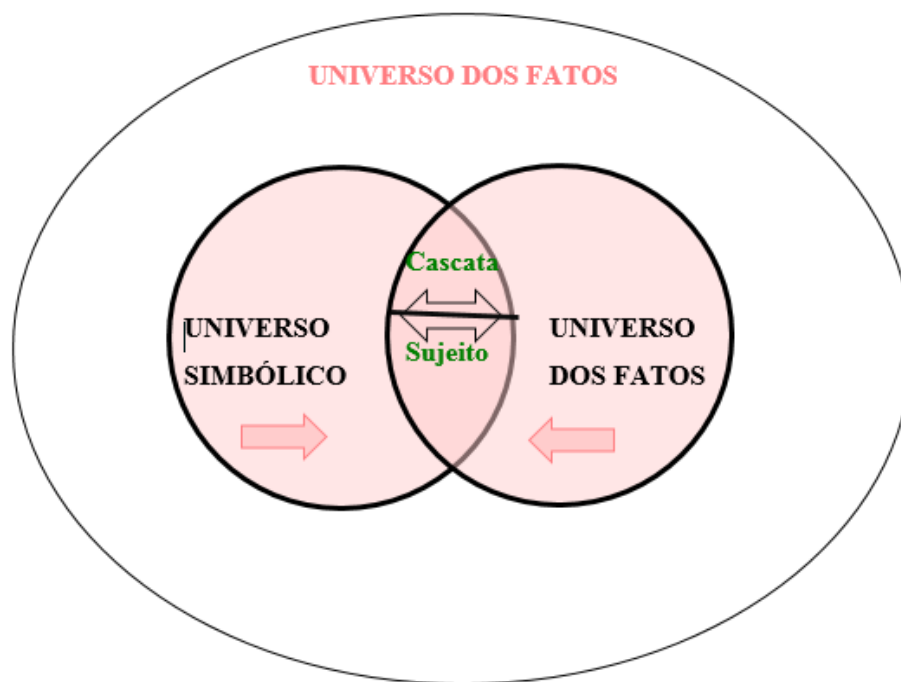 UNIVERSO DOS FATOS
Cascata
Sujeito
UNIVERSO
SIMBÓLICO
UNIVERSO
DOS FATOS